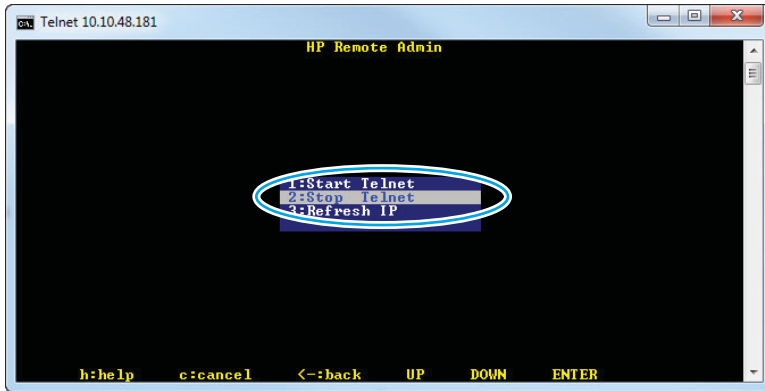 Telnet 10.10.48.181
HP Remote Admin
1:Start Telnet
2:Stop Telnet
3:Refresh IP
h:help c:cancel <-:back UP DOWN ENTER